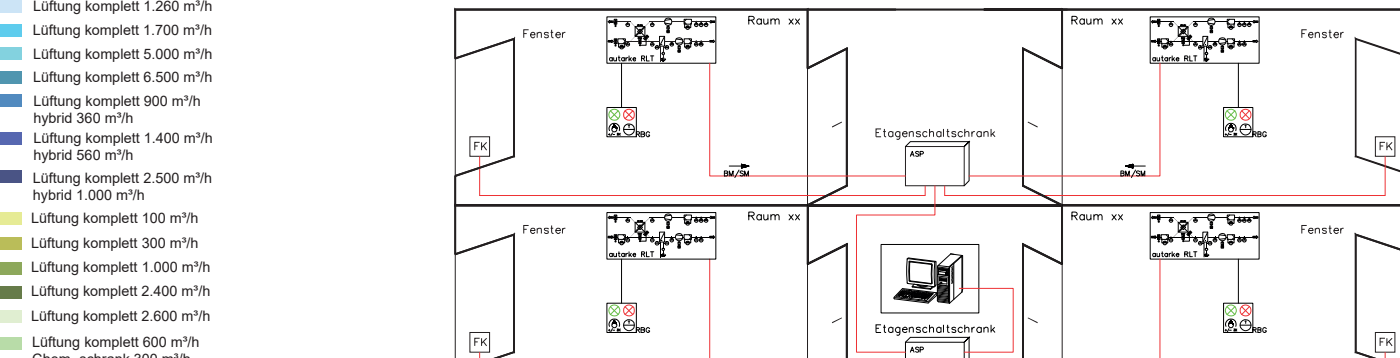 Lüftung komplett 1.260 m³/h
Lüftung komplett 1.700 m³/h
Lüftung komplett 5.000 m³/h
Lüftung komplett 6.500 m³/h
Lüftung komplett 900 m³/h
hybrid 360 m³/h
Lüftung komplett 1.400 m³/h
hybrid 560 m³/h
Lüftung komplett 2.500 m³/h
hybrid 1.000 m³/h
Lüftung komplett 100 m³/h
Lüftung komplett 300 m³/h
Lüftung komplett 1.000 m³/h
Lüftung komplett 2.400 m³/h
Lüftung komplett 2.600 m³/h
Lüftung komplett 600 m³/h
Chem.-schrank 300 m³/h
Fenster
autarke RLT
Raum xx
RBG
FK
BM/SM
Etagenschaltschrank
ASP
Raum xx
autarke RLT
Fenster
RBG
FK
BM/SM
Fenster
autarke RLT
Raum xx
RBG
FK
Etagenschaltschrank
ASP
Raum xx
autarke RLT
Fenster
RBG
FK